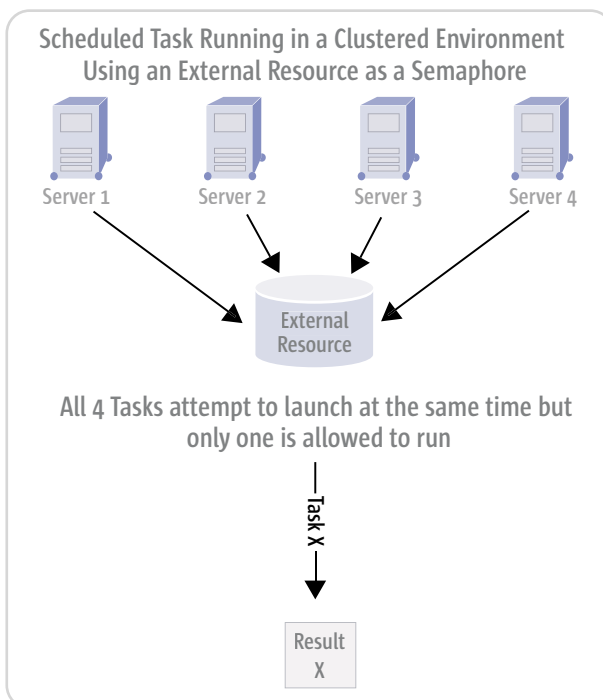 Scheduled Task Running in a Clustered Environment
Using an External Resource as a Semaphore
Server 1
Server 2
Server 3
Server 4
External
Resource
All 4 Tasks attempt to launch at the same time but
only one is allowed to run
Task X
Result
X